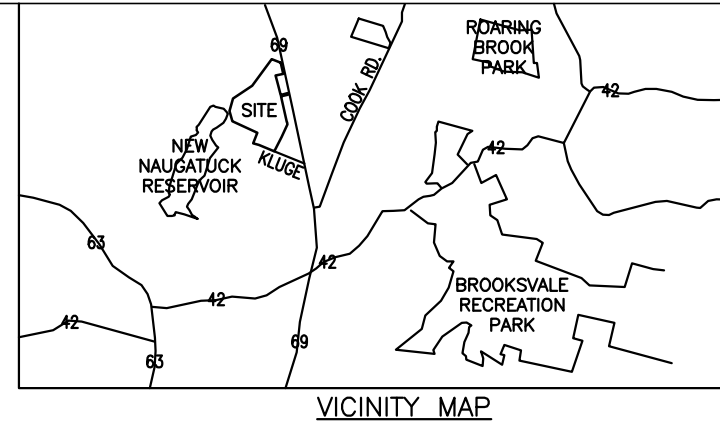 69
ROARING
BROOK
PARK
COOK RD.
42
SITE
42
NEW
NAUGATUCK
RESERVOIR
KLUGE
63
42
BROOKSVALE
RECREATION
PARK
42
42
69
63
VICINITY MAP